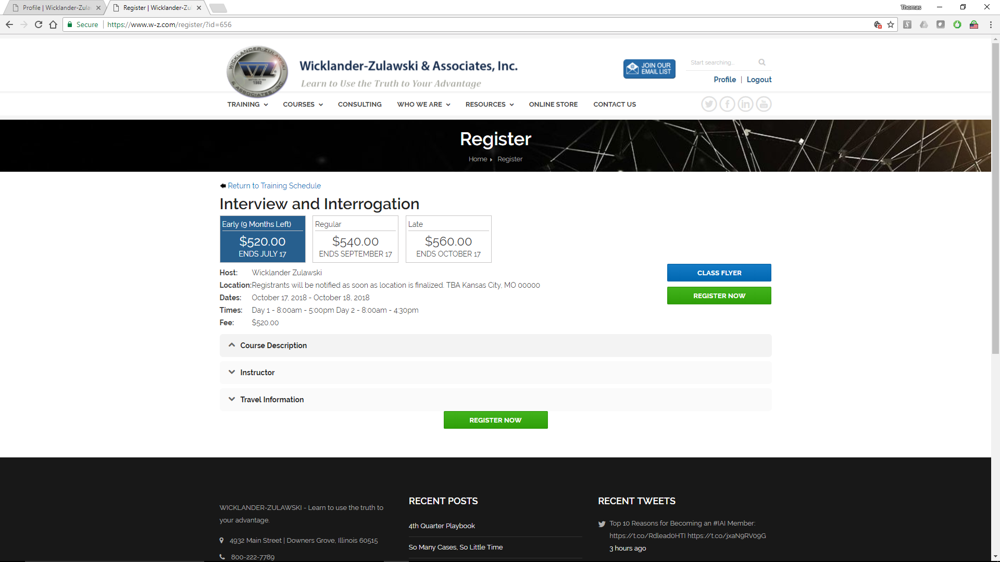 Profile | Wicklander-Zula
Register | Wicklander-Zu
Thomas
Secure
https://www.w-z.com/register/?id=656
WICKLANDER-ZULAWSKI
WZ
ESTABLISHED
1982
& ASSOCIATES, INC.
Wicklander-Zulawski & Associates, Inc.
Learn to Use the Truth to Your Advantage
JOIN OUR
EMAIL LIST
Start searching...
Profile | Logout
TRAINING COURSES CONSULTING WHO WE ARE RESOURCES ONLINE STORE CONTACT US
Register
Home Register
Return to Training Schedule
Interview and Interrogation
Early (9 Months Left)
$520.00
ENDS JULY 17
Regular
$540.00
ENDS SEPTEMBER 17
Late
$560.00
ENDS OCTOBER 17
Host: Wicklander Zulawski
Location:Registrants will be notified as soon as location is finalized. TBA Kansas City, MO 00000
Dates: October 17, 2018 - October 18, 2018
Times: Day 1 - 8:00am - 5:00pm Day 2 - 8:00am - 4:30pm
Fee: $520.00
CLASS FLYER
REGISTER NOW
Course Description
Instructor
Travel Information
REGISTER NOW
WICKLANDER-ZULAWSKI - Learn to use the truth to
your advantage.
4932 Main Street | Downers Grove, Illinois 60515
800-222-7789
RECENT POSTS
4th Quarter Playbook
So Many Cases, So Little Time
RECENT TWEETS
Top 10 Reasons for Becoming an #IAI Member:
https://t.co/Rdlead0HTI https://t.co/jxaN9RV09G
3 hours ago